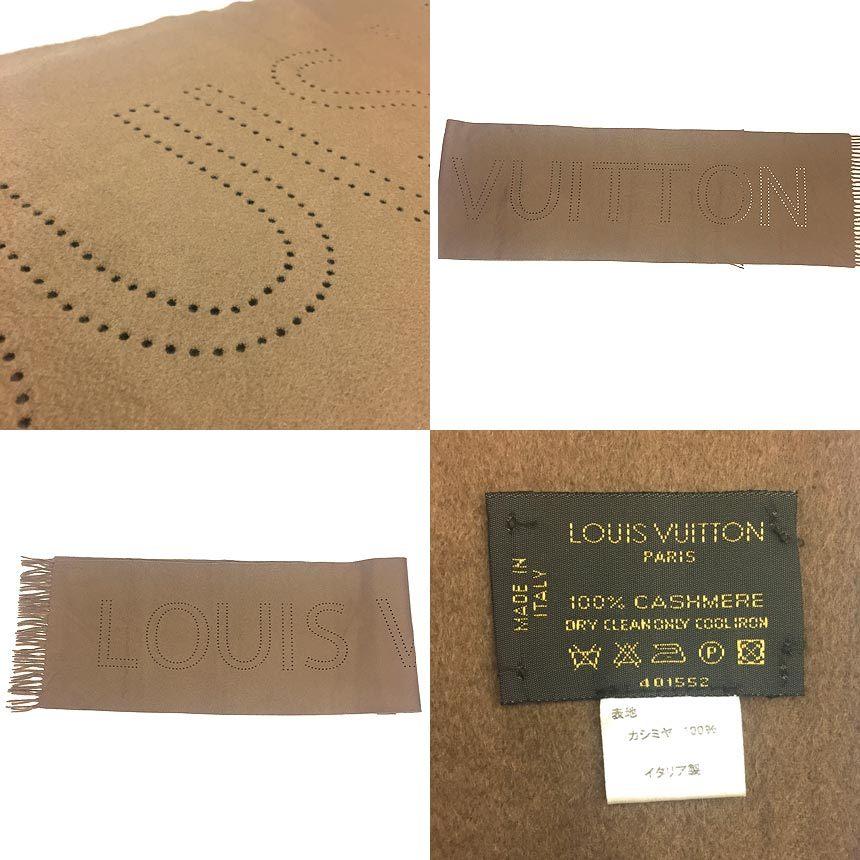 UIS
VUITTON
LOUIS V
LOUIS VUITTON
PARIS
MADE IN
ITALY
100% CASHMERE
DRY CLEAN ONLY COOL IRON
P
401552
表地
カシミヤ 100%
イタリア製